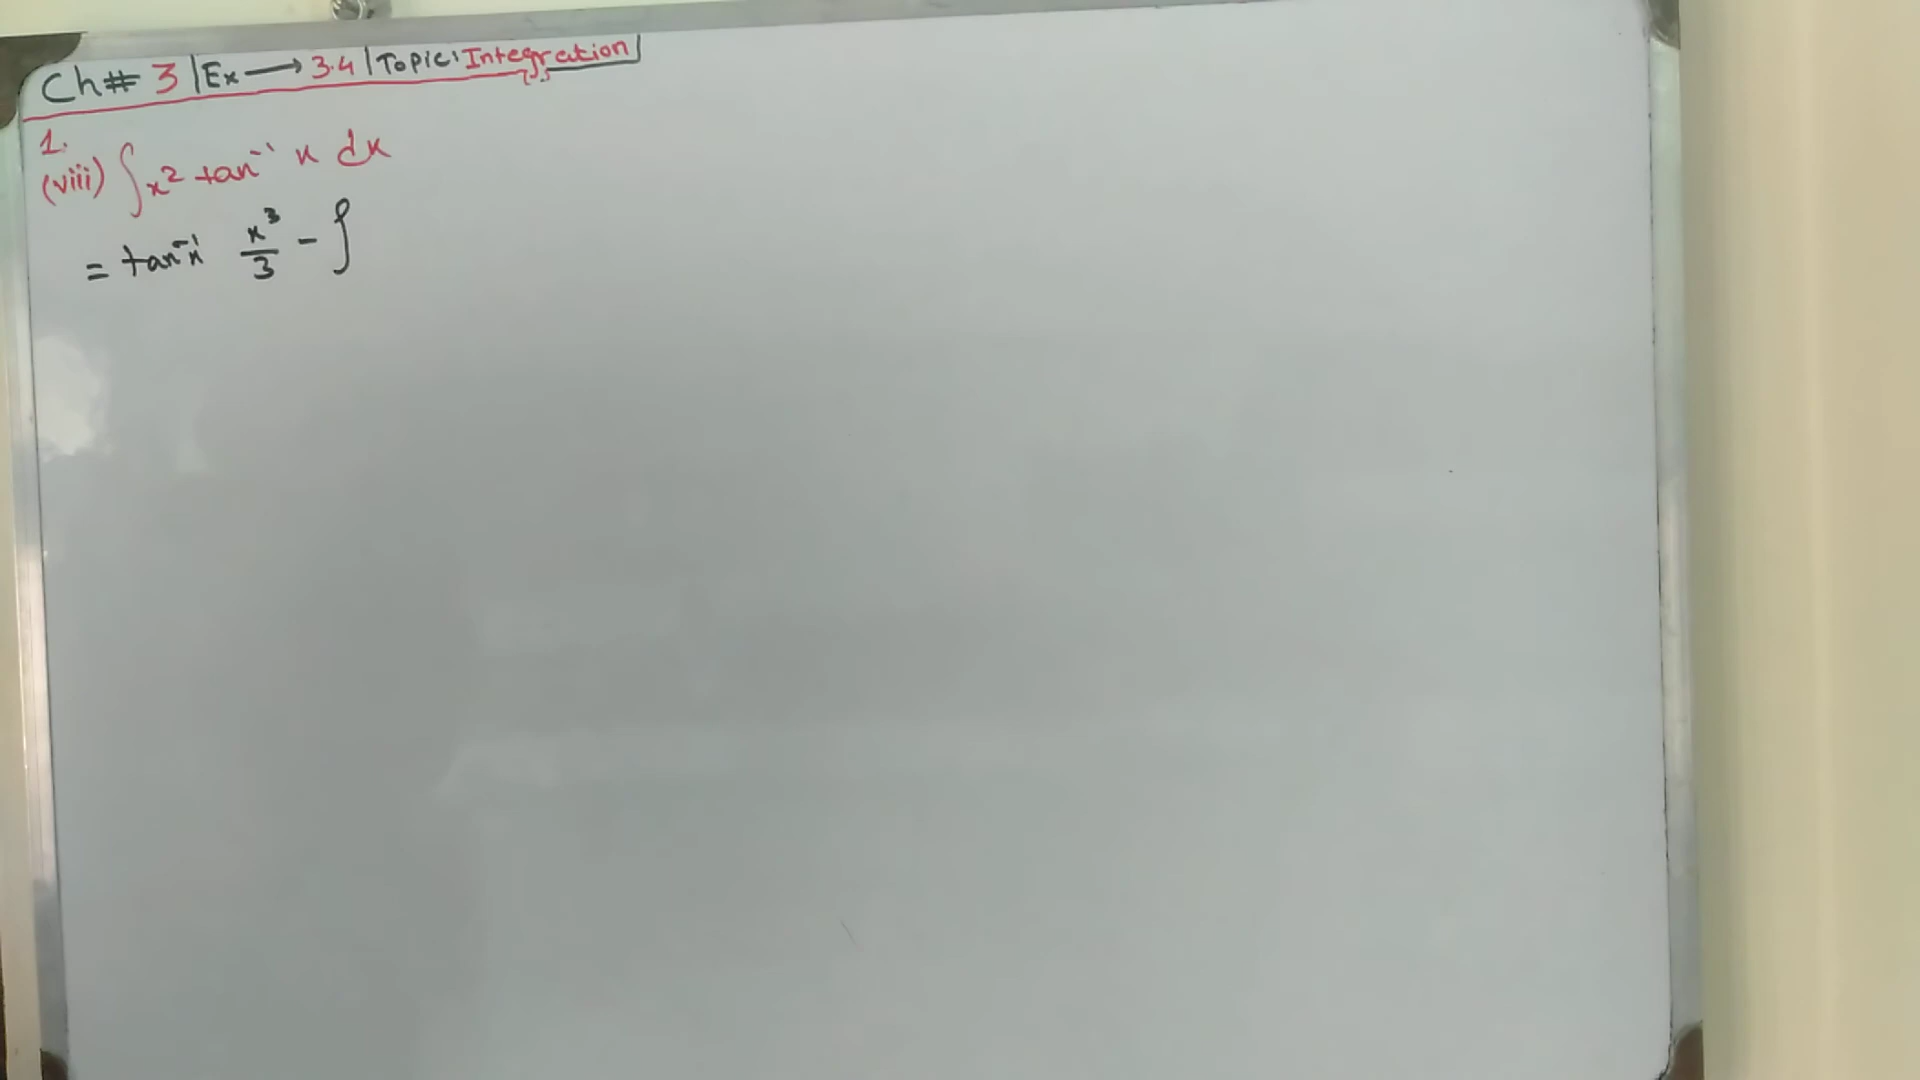 Ch# 3 | Ex → 3.4 | Topic: Integration
1.
(viii) ∫ x² tan⁻¹ x dx
= tan⁻¹x x³/3 - ∫